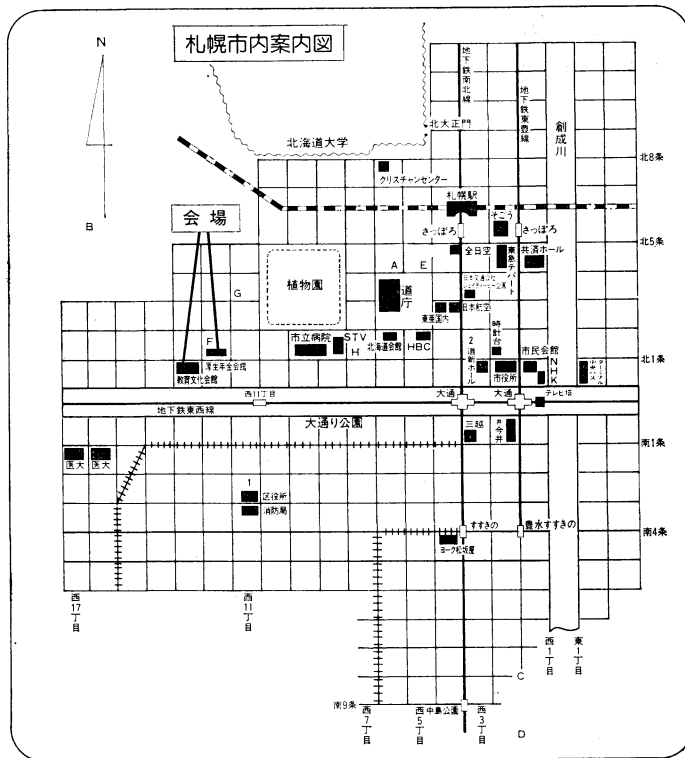 札幌市内案内図
N
地下鉄南北線
地下鉄東豊線
創成川
北大正門
北海道大学
北8条
クリスチャンセンター
札幌駅
B
会場
そごう
さっぽろ
さっぽろ
北5条
全日空
東急デパート
共済ホール
A
E
植物園
道庁
G
日本航空
東亜国内
時計台
F
市立病院
STV
H
北海道会館
HBC
2
道新ホール
市民会館
NHK
中央バス
ターミナル
北1条
厚生年金会館
教育文化会館
市役所
西11丁目
大通
大通
テレビ塔
地下鉄東西線
大通り公園
三越
丸井今井
南1条
医大
医大
1
区役所
消防局
すすきの
豊水すすきの
南4条
ヨーク松坂屋
西17丁目
西11丁目
西1丁目
東1丁目
C
南9条
西7丁目
西5丁目
中島公園
西3丁目
D